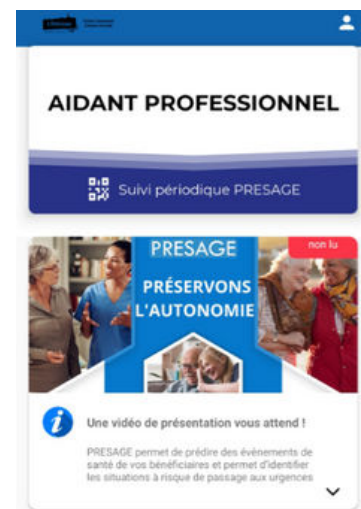 AIDANT PROFESSIONNEL
Suivi périodique PRESAGE
PRESAGE
non lu
PRÉSERVONS
L'AUTONOMIE
Une vidéo de présentation vous attend !
PRESAGE permet de prédire des évènements de
santé de vos bénéficiaires et permet d'identifier
les situations à risque de passage aux urgences